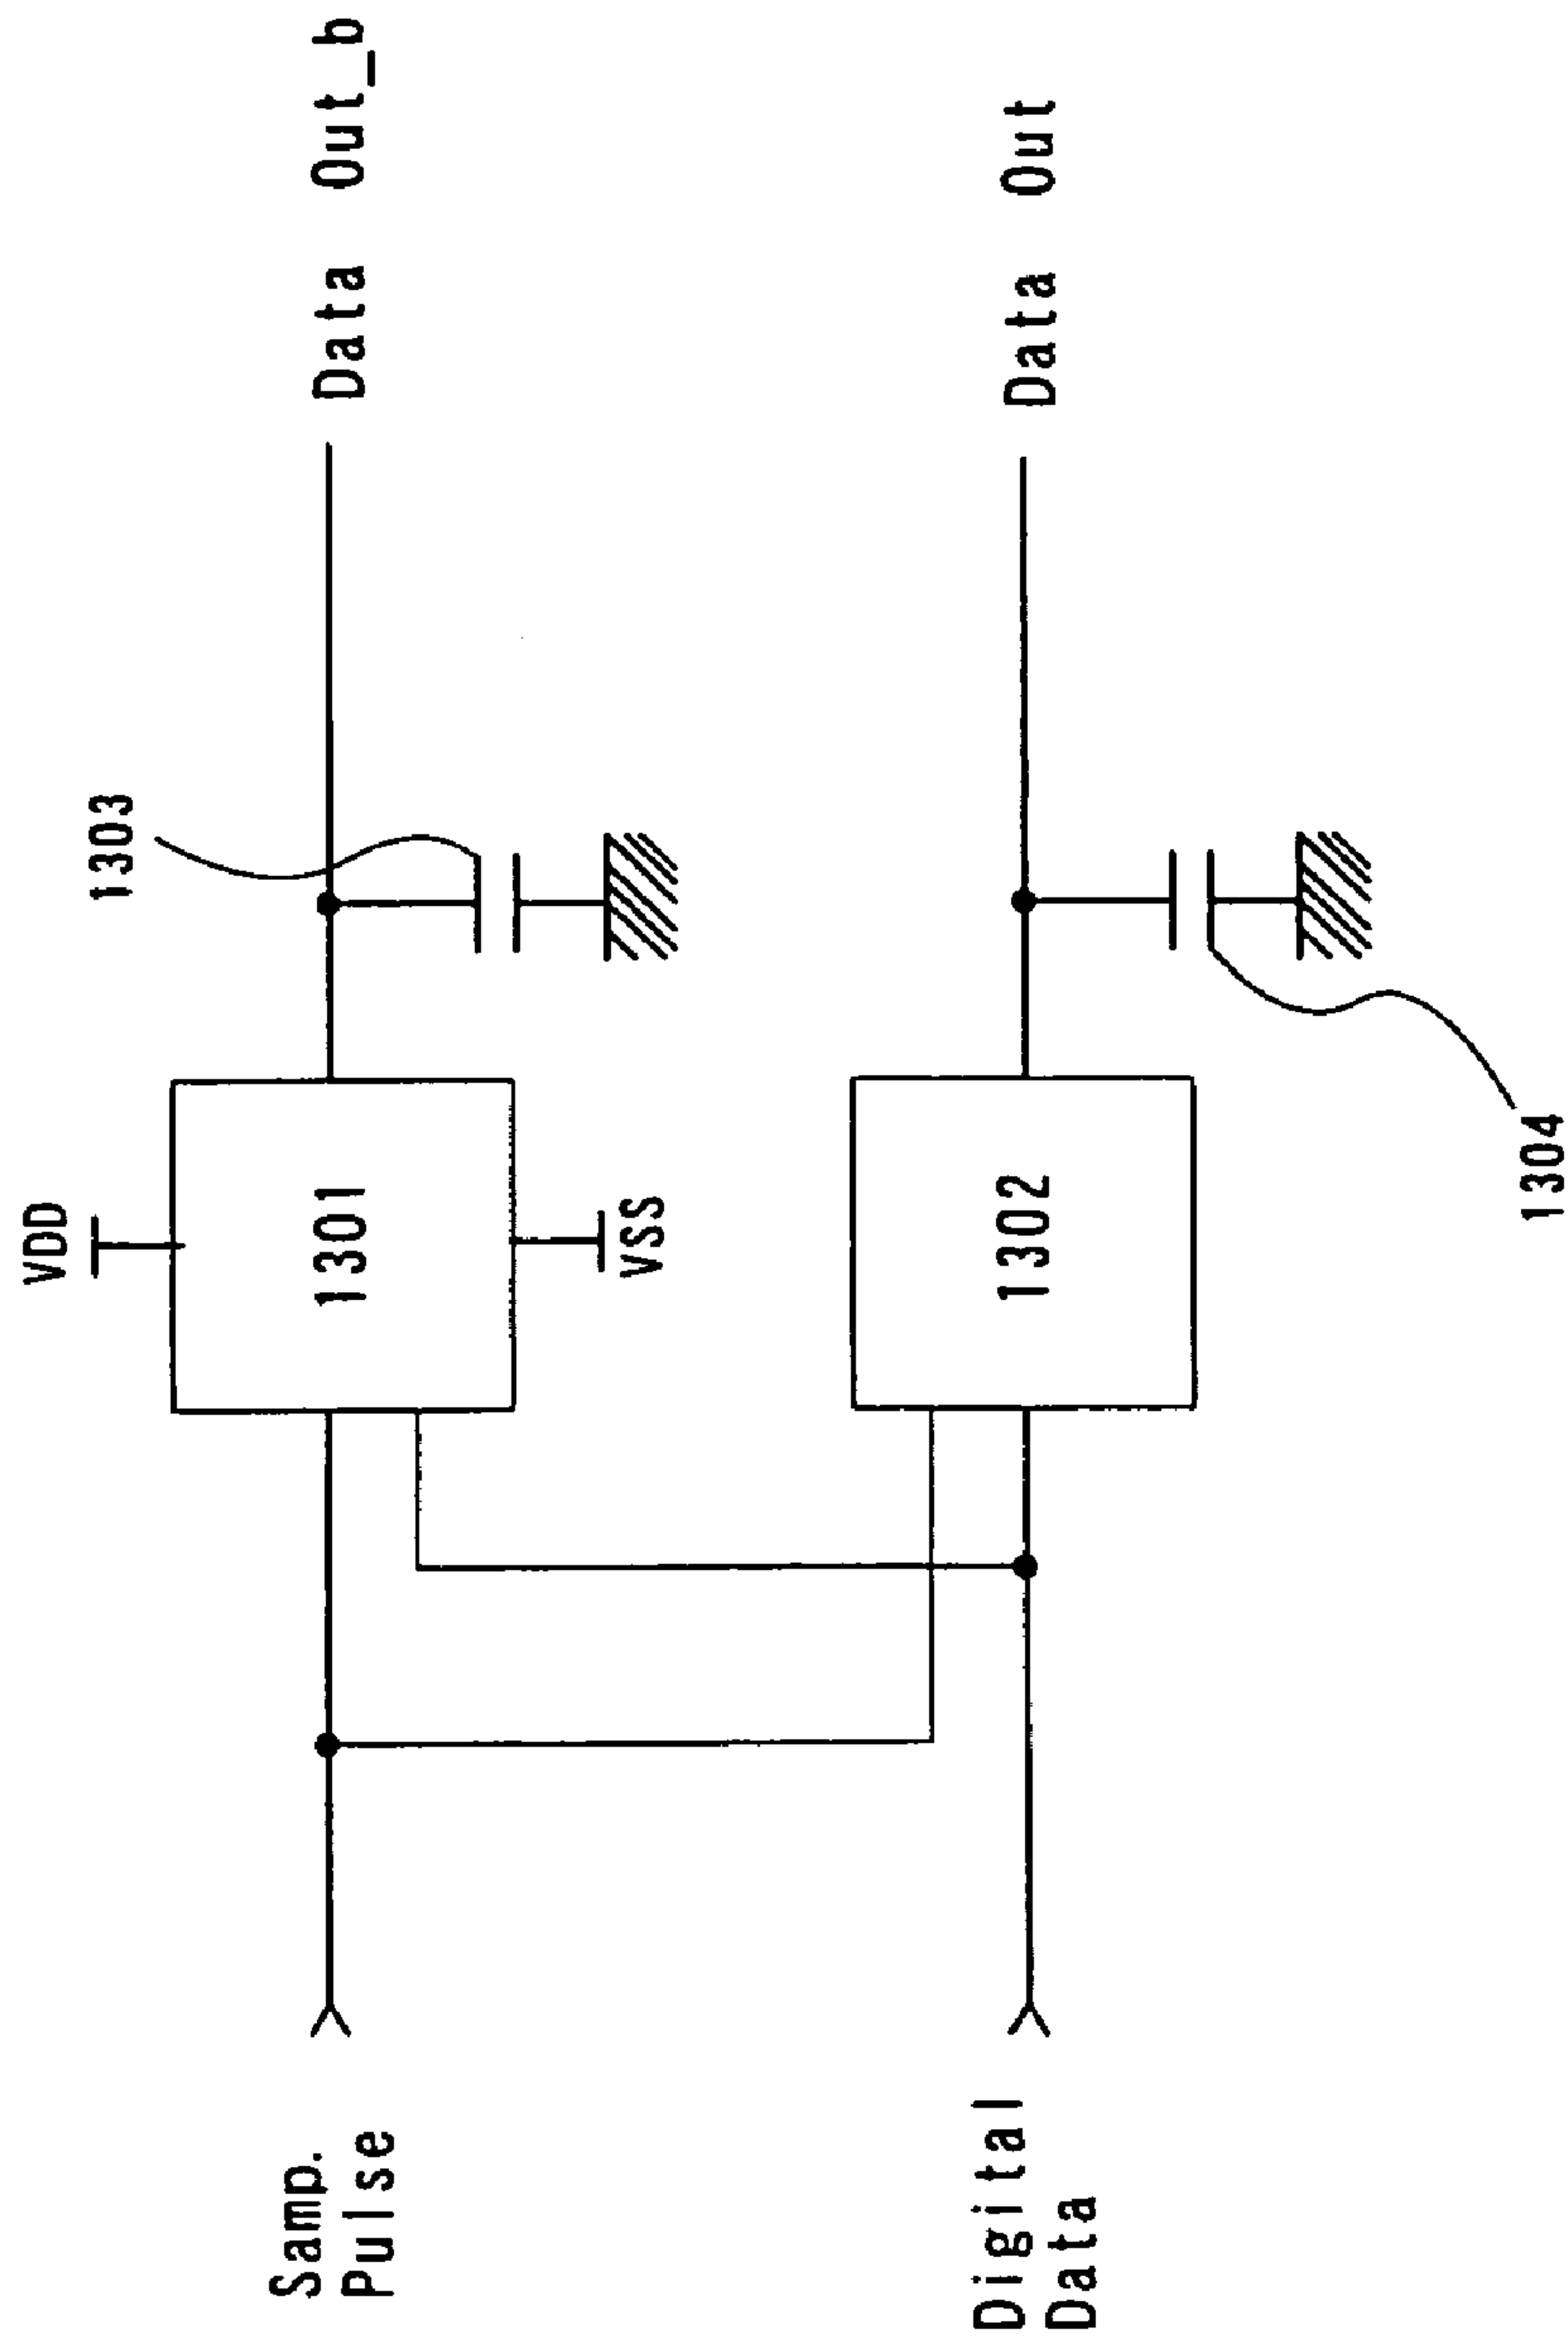 VDD
1303
Samp.
Pulse
1301
Data Out_b
VSS
Digital
Data
1302
Data Out
1304